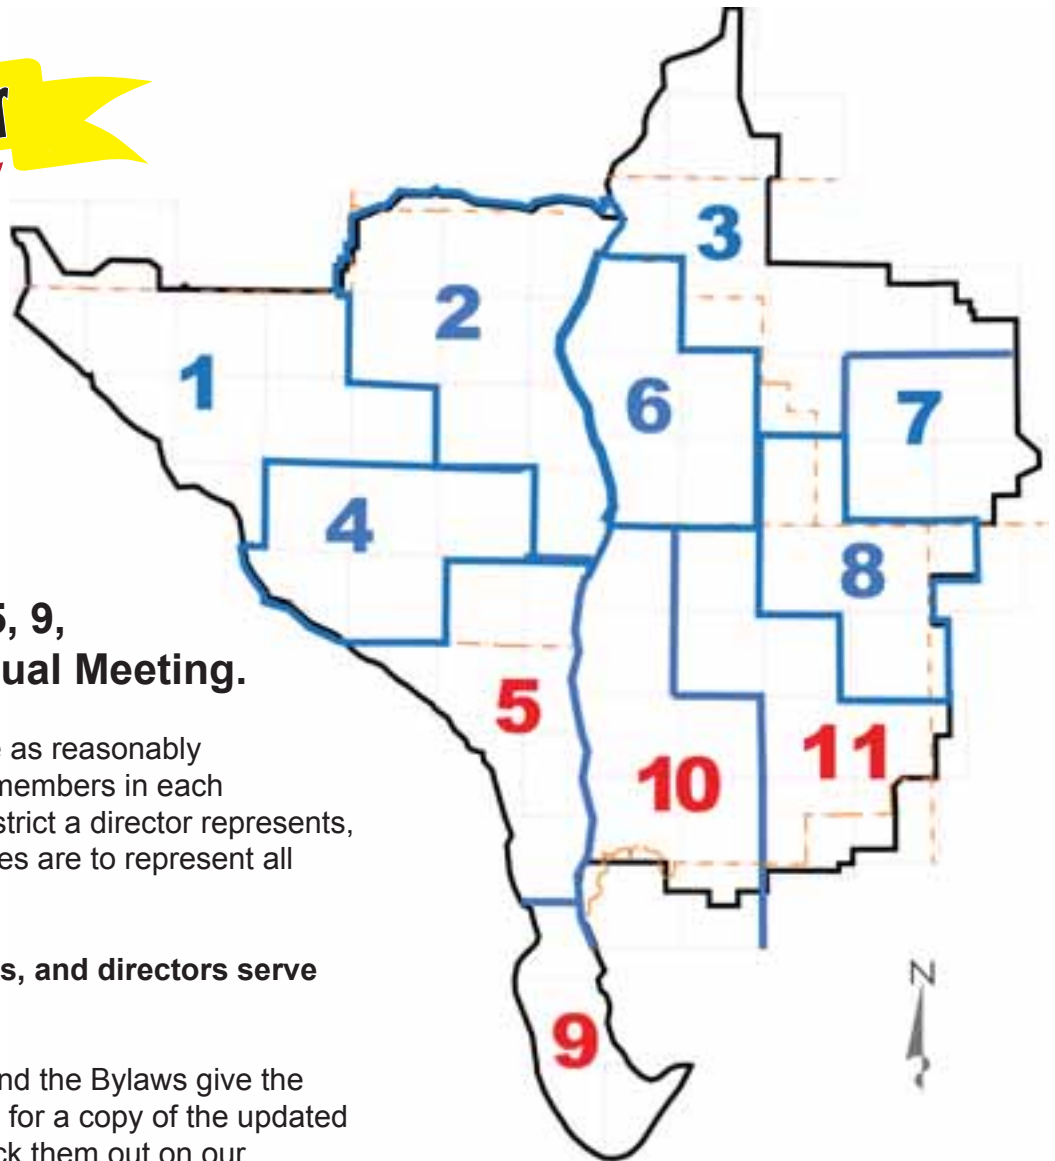 r
3
2
1
6
7
4
8
5, 9,
ual Meeting.
5
e as reasonably
11
members in each
10
strict a director represents,
es are to represent all
s, and directors serve
N
9
nd the Bylaws give the
for a copy of the updated
ck them out on our